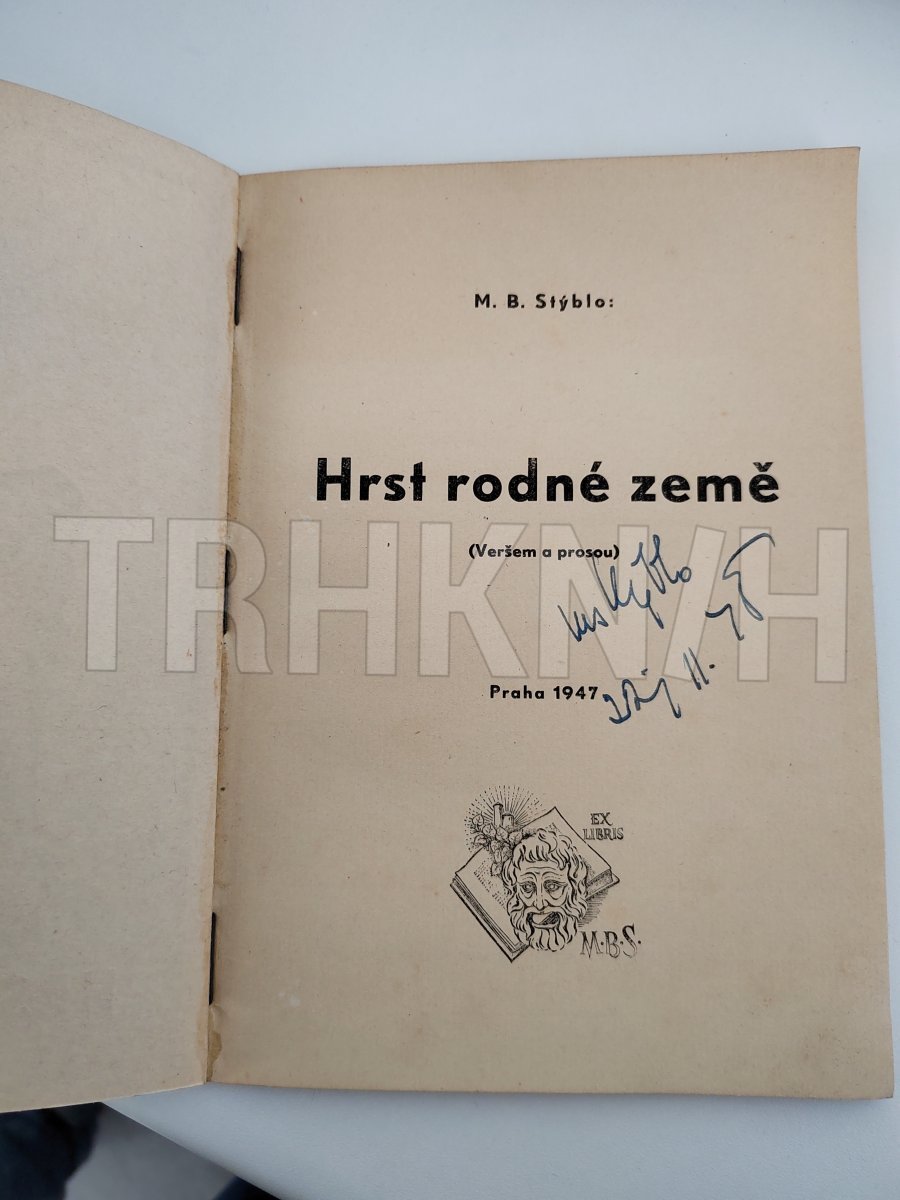 M. B. Stýblo:
Hrst rodné země
(Veršem a prosou)
TRHKNIH
Praha 1947
EX
LIBRIS
M·B·S·